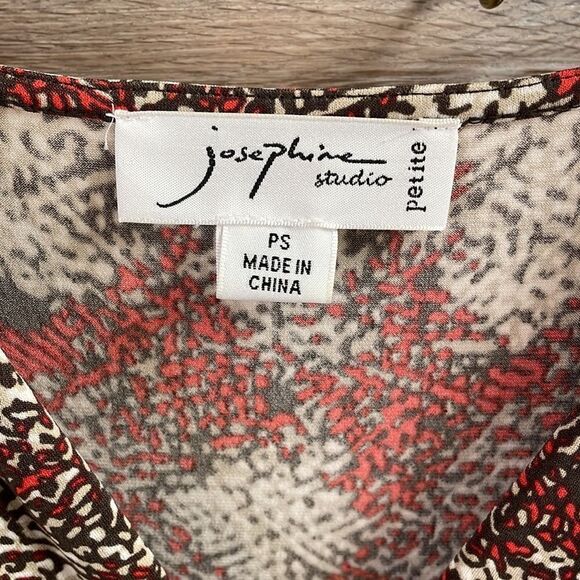 josephine
studio
Petite
PS
MADE IN
CHINA